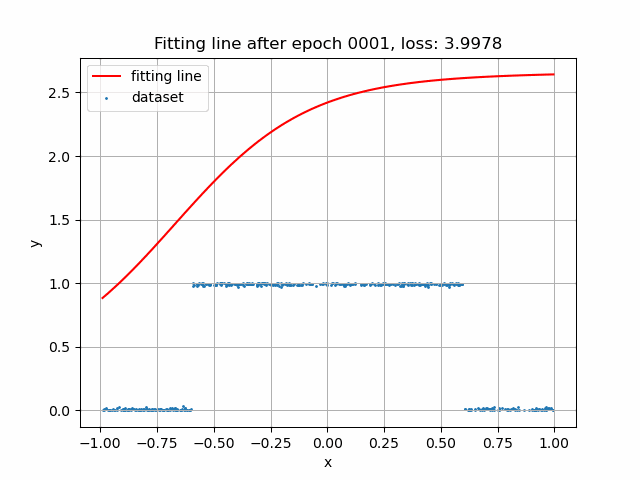 Fitting line after epoch 0001, loss: 3.9978
fitting line
dataset
y
2.5
2.0
1.5
1.0
0.5
0.0
−1.00 −0.75 −0.50 −0.25 0.00 0.25 0.50 0.75 1.00
x